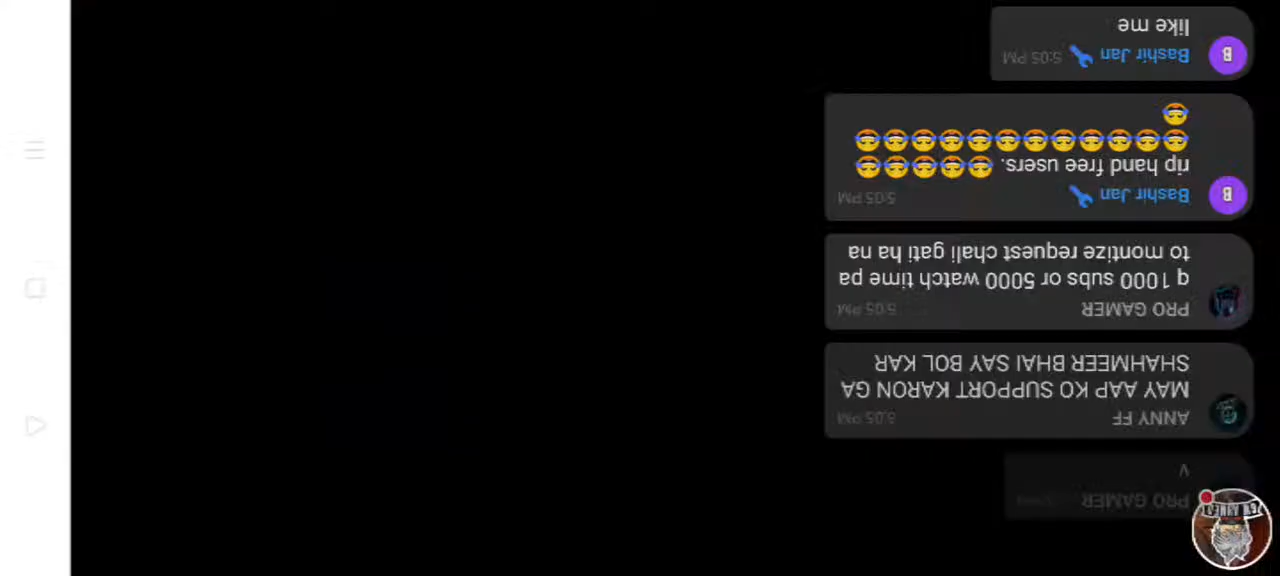 PRO GAMER
v
ANNY FF
5:05 PM
MAY AAP KO SUPPORT KARON GA
SHAHMEER BHAI SAY BOL KAR
PRO GAMER
5:05 PM
q 1000 subs or 5000 watch time pa
to montize request chali gati ha na
Bashir Jan
5:05 PM
rip hand free users.
Bashir Jan
5:05 PM
like me